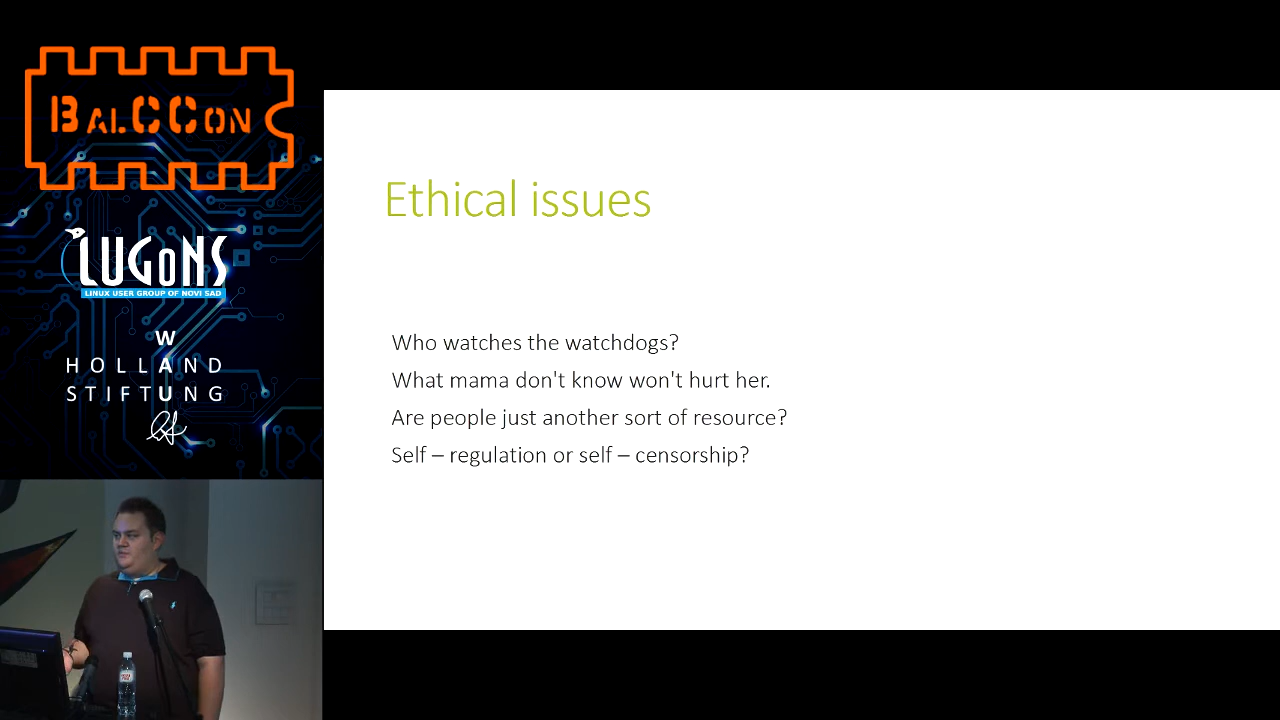 BALCCON
LUGONS
LINUX USER GROUP OF NOVI SAD
W
HOLLAND
STIFTUNG
Ethical issues
Who watches the watchdogs?
What mama don't know won't hurt her.
Are people just another sort of resource?
Self – regulation or self – censorship?